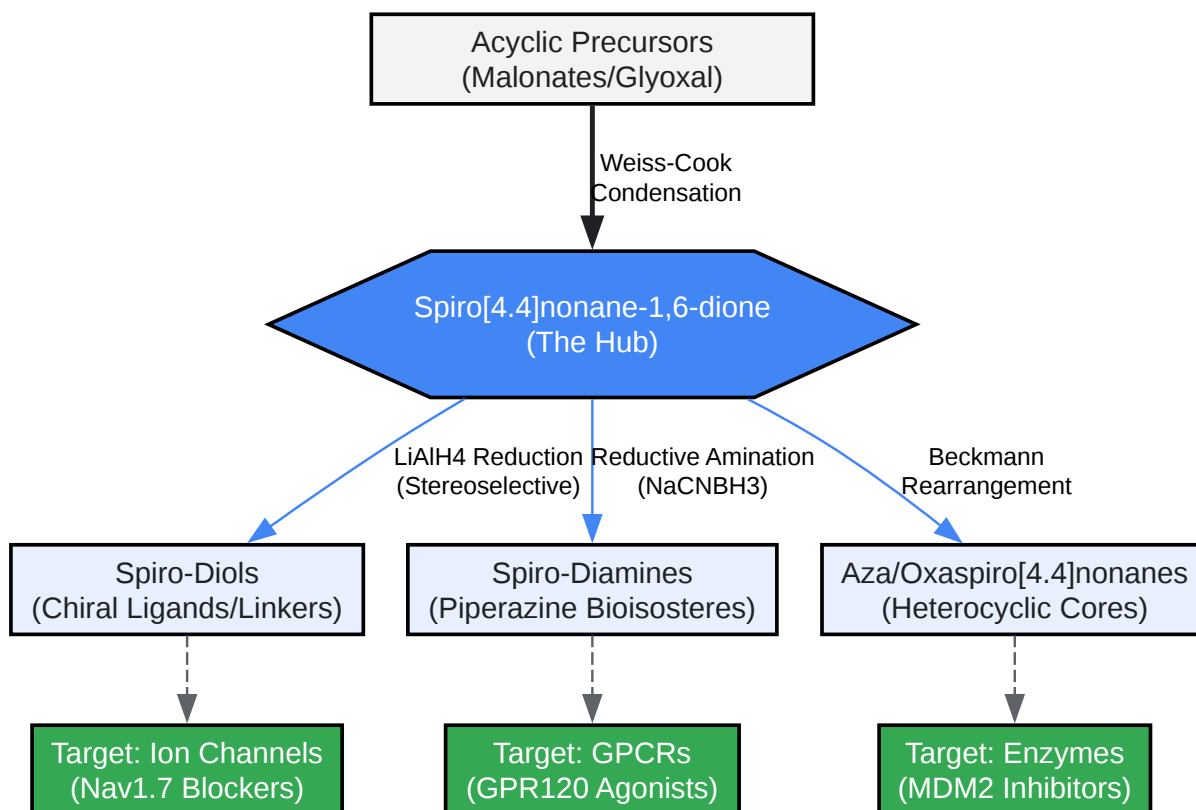 Acyclic Precursors
(Malonates/Glyoxal)
Weiss-Cook
Condensation
Spiro[4.4]nonane-1,6-dione
(The Hub)
LiAlH4 Reduction
(Stereoselective)
Reductive Amination
(NaCNBH3)
Beckmann
Rearrangement
Spiro-Diols
(Chiral Ligands/Linkers)
Spiro-Diamines
(Piperazine Bioisosteres)
Aza/Oxaspiro[4.4]nonanes
(Heterocyclic Cores)
Target: Ion Channels
(Nav1.7 Blockers)
Target: GPCRs
(GPR120 Agonists)
Target: Enzymes
(MDM2 Inhibitors)